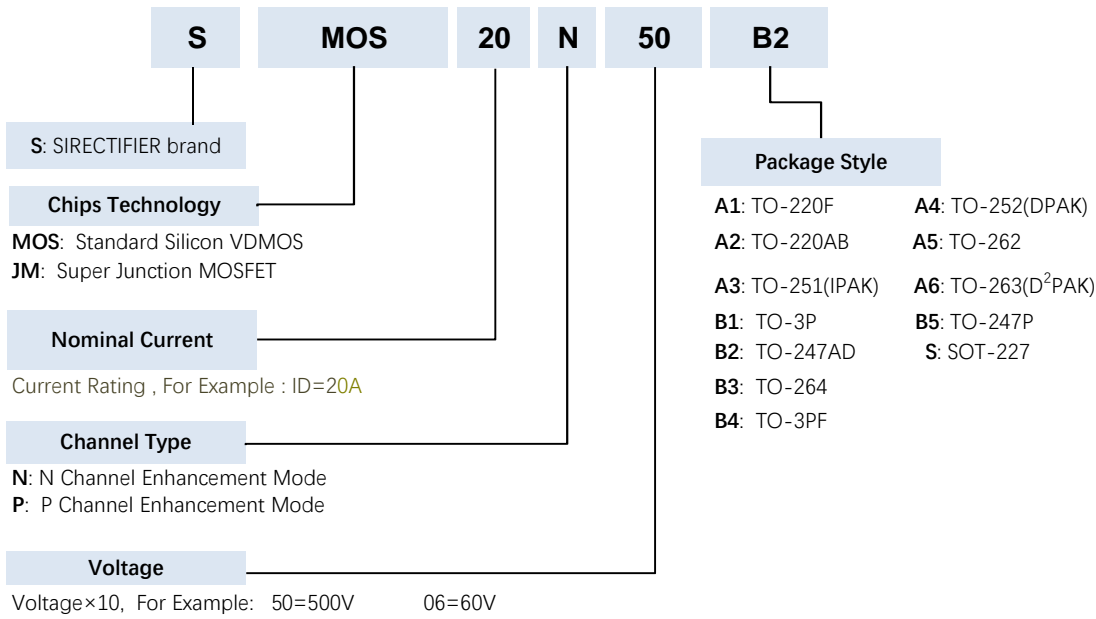 S MOS 20 N 50 B2
S: SIRECTIFIER brand
Chips Technology
MOS: Standard Silicon VDMOS
JM: Super Junction MOSFET
Nominal Current
Current Rating , For Example : ID=20A
Channel Type
N: N Channel Enhancement Mode
P: P Channel Enhancement Mode
Voltage
Voltage×10, For Example: 50=500V 06=60V
Package Style
A1: TO-220F A4: TO-252(DPAK)
A2: TO-220AB A5: TO-262
A3: TO-251(IPAK) A6: TO-263(D²PAK)
B1: TO-3P B5: TO-247P
B2: TO-247AD S: SOT-227
B3: TO-264
B4: TO-3PF